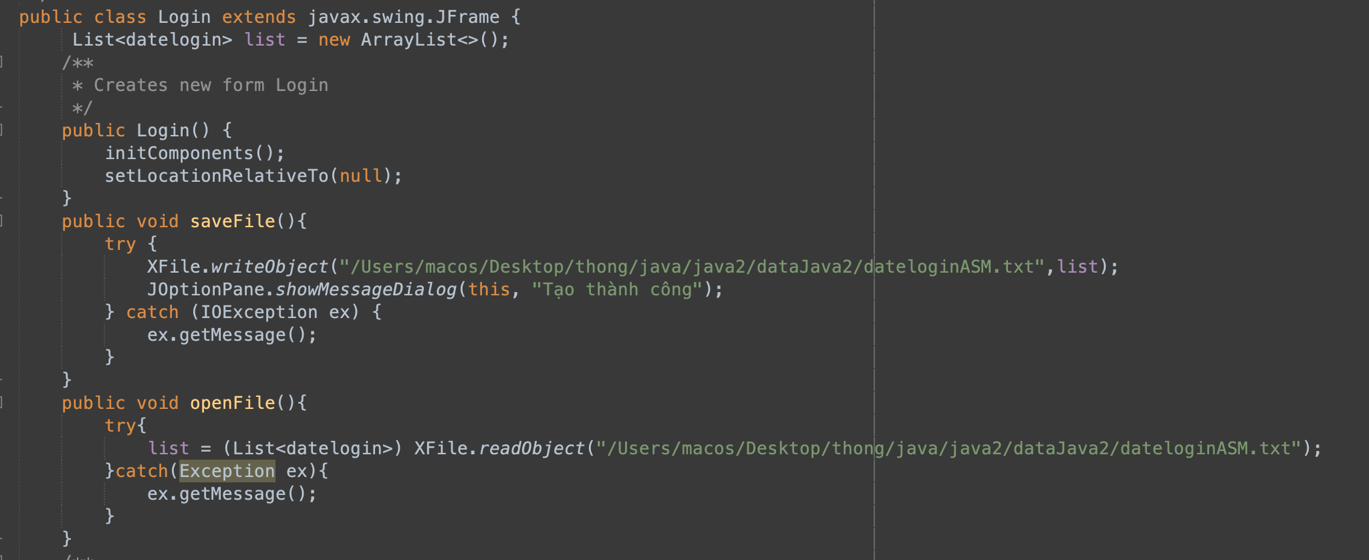 public class Login extends javax.swing.JFrame {
List<datelogin> list = new ArrayList<>();
/**
* Creates new form Login
*/
public Login() {
initComponents();
setLocationRelativeTo(null);
}
public void saveFile(){
try {
XFile.writeObject("/Users/macos/Desktop/thong/java/java2/dataJava2/dateloginASM.txt",list);
JOptionPane.showMessageDialog(this, "Tạo thành công");
} catch (IOException ex) {
ex.getMessage();
}
}
public void openFile(){
try{
list = (List<datelogin>) XFile.readObject("/Users/macos/Desktop/thong/java/java2/dataJava2/dateloginASM.txt");
}catch(Exception ex){
ex.getMessage();
}
}
/**